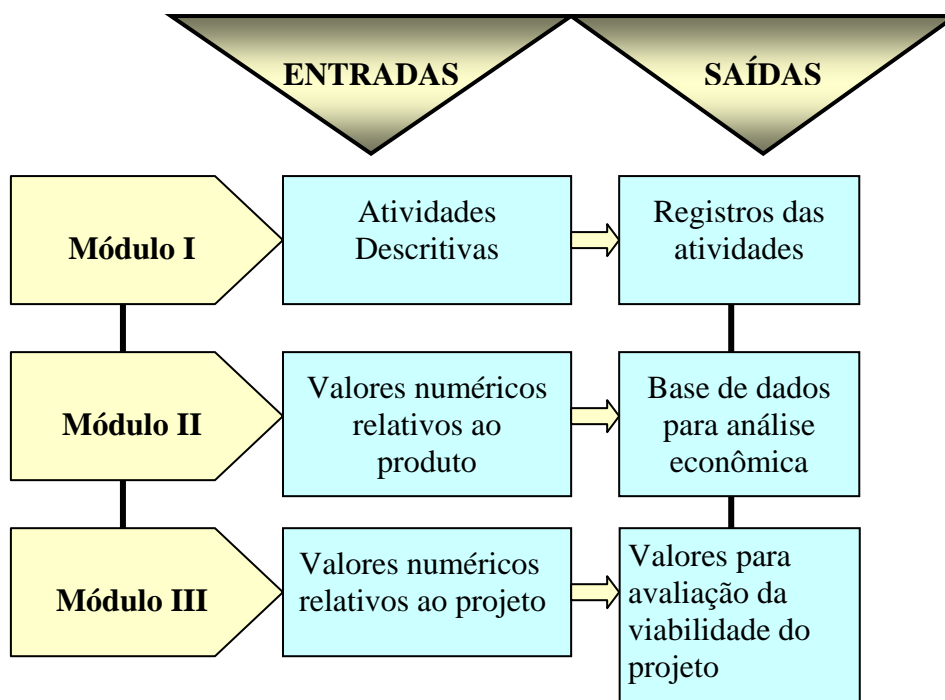 ENTRADAS
SAÍDAS
Módulo I
Atividades
Descritivas
Registros das
atividades
Módulo II
Valores numéricos
relativos ao
produto
Base de dados
para análise
econômica
Módulo III
Valores numéricos
relativos ao projeto
Valores para
avaliação da
viabilidade do
projeto